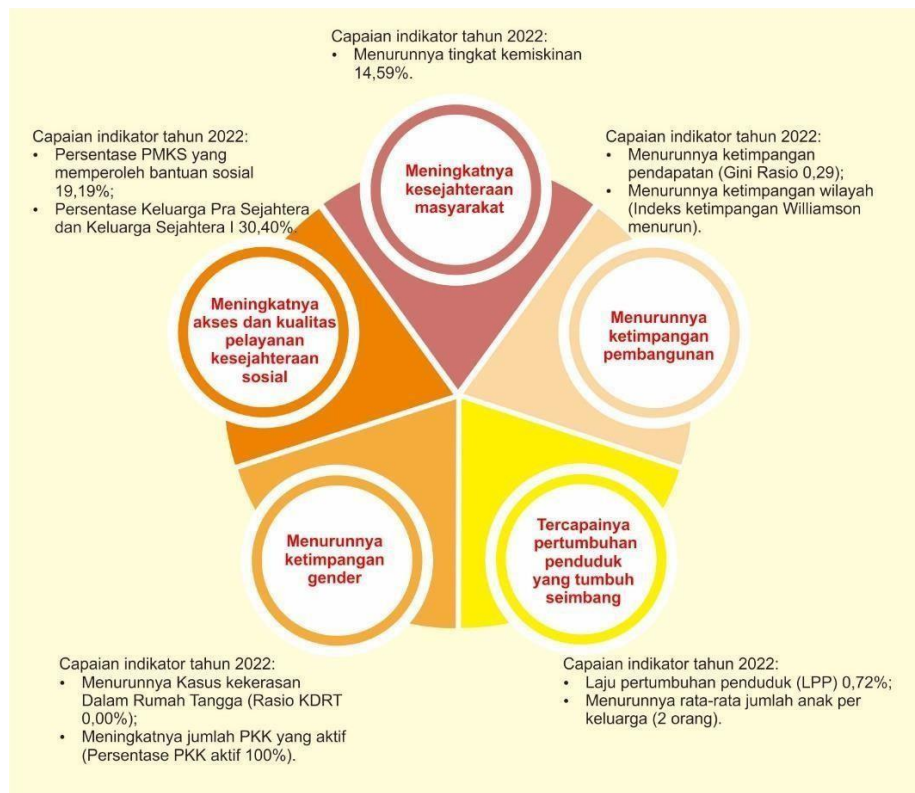 Capaian indikator tahun 2022:
• Menurunnya tingkat kemiskinan
14,59%.
Meningkatnya
kesejahteraan
masyarakat
Capaian indikator tahun 2022:
• Persentase PMKS yang
memperoleh bantuan sosial
19,19%;
• Persentase Keluarga Pra Sejahtera
dan Keluarga Sejahtera I 30,40%.
Meningkatnya
akses dan kualitas
pelayanan
kesejahteraan
sosial
Capaian indikator tahun 2022:
• Menurunnya ketimpangan
pendapatan (Gini Rasio 0,29);
• Menurunnya ketimpangan wilayah
(Indeks ketimpangan Williamson
menurun).
Menurunnya
ketimpangan
pembangunan
Menurunnya
ketimpangan
gender
Capaian indikator tahun 2022:
• Menurunnya Kasus kekerasan
Dalam Rumah Tangga (Rasio KDRT
0,00%);
• Meningkatnya jumlah PKK yang aktif
(Persentase PKK aktif 100%).
Tercapainya
pertumbuhan
penduduk
yang tumbuh
seimbang
Capaian indikator tahun 2022:
• Laju pertumbuhan penduduk (LPP) 0,72%;
• Menurunnya rata-rata jumlah anak per
keluarga (2 orang).